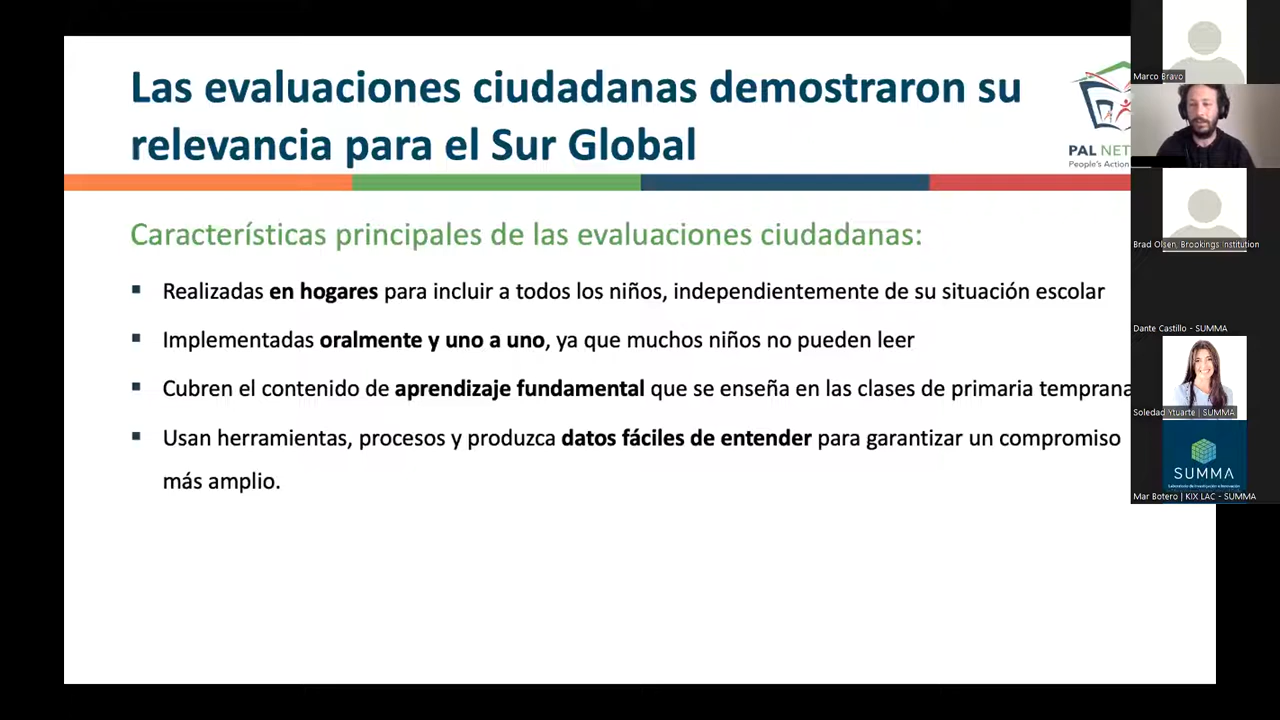 Las evaluaciones ciudadanas demostraron su
relevancia para el Sur Global
PAL NET
People's Action
Características principales de las evaluaciones ciudadanas:
Realizadas en hogares para incluir a todos los niños, independientemente de su situación escolar
Implementadas oralmente y uno a uno, ya que muchos niños no pueden leer
Cubren el contenido de aprendizaje fundamental que se enseña en las clases de primaria temprana
Usan herramientas, procesos y produzca datos fáciles de entender para garantizar un compromiso
más amplio.
Marco Bravo
Brad Olsen, Brookings Institution
Dante Castillo - SUMMA
Soledad Ytuarte | SUMMA
SUMMA
Laboratorio de Investigación e Innovación
Mar Botero | KIX LAC - SUMMA